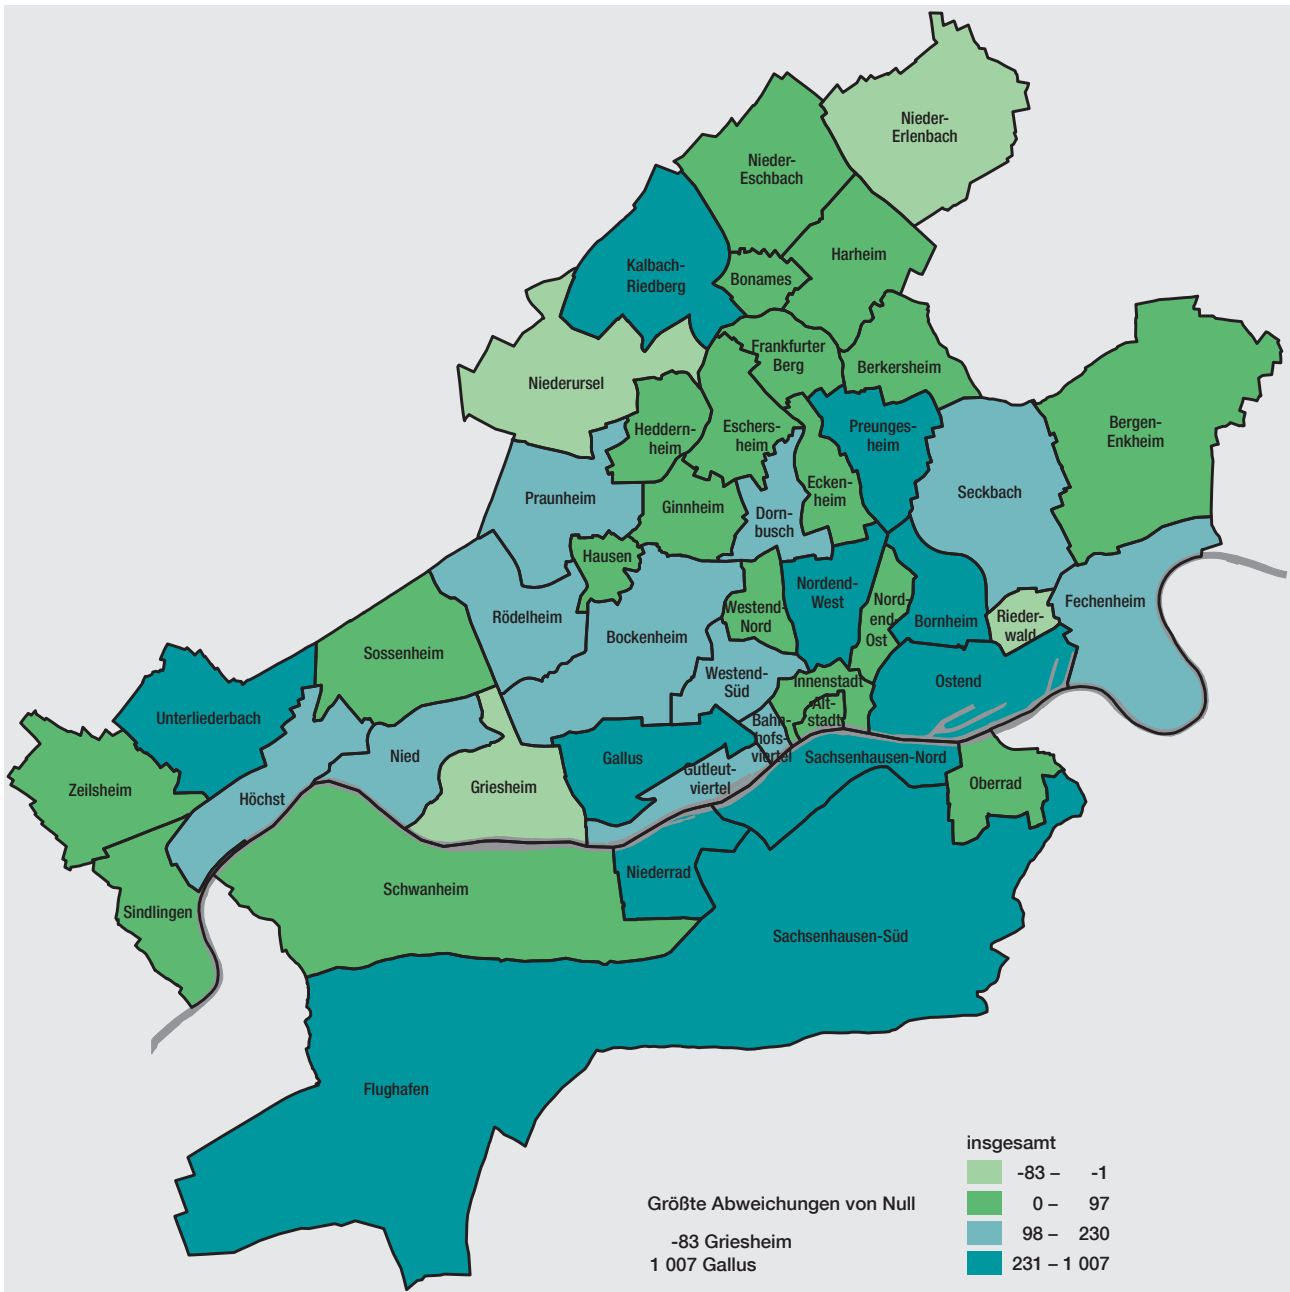 Nieder-
Erlenbach
Nieder-
Eschbach
Harheim
Kalbach-
Riedberg
Bonames
Frankfurter
Berg
Berkersheim
Niederursel
Heddern-
heim
Eschers-
heim
Preunges-
heim
Bergen-
Enkheim
Praunheim
Ginnheim
Dorn-
busch
Ecken-
heim
Seckbach
Hausen
Rödelheim
Bockenheim
Westend-
Nord
Nordend-
West
Nord-
end-
Ost
Bornheim
Rieder-
wald
Fechenheim
Sossenheim
Westend-
Süd
Innenstadt
Alt-
stadt
Ostend
Unterliederbach
Nied
Gallus
Bahn-
hofs-
viertel
Sachsenhausen-Nord
Zeilsheim
Höchst
Griesheim
Gutleut-
viertel
Oberrad
Sindlingen
Schwanheim
Niederrad
Sachsenhausen-Süd
Flughafen
insgesamt
-83 – -1
0 – 97
98 – 230
231 – 1 007
Größte Abweichungen von Null
-83 Griesheim
1 007 Gallus